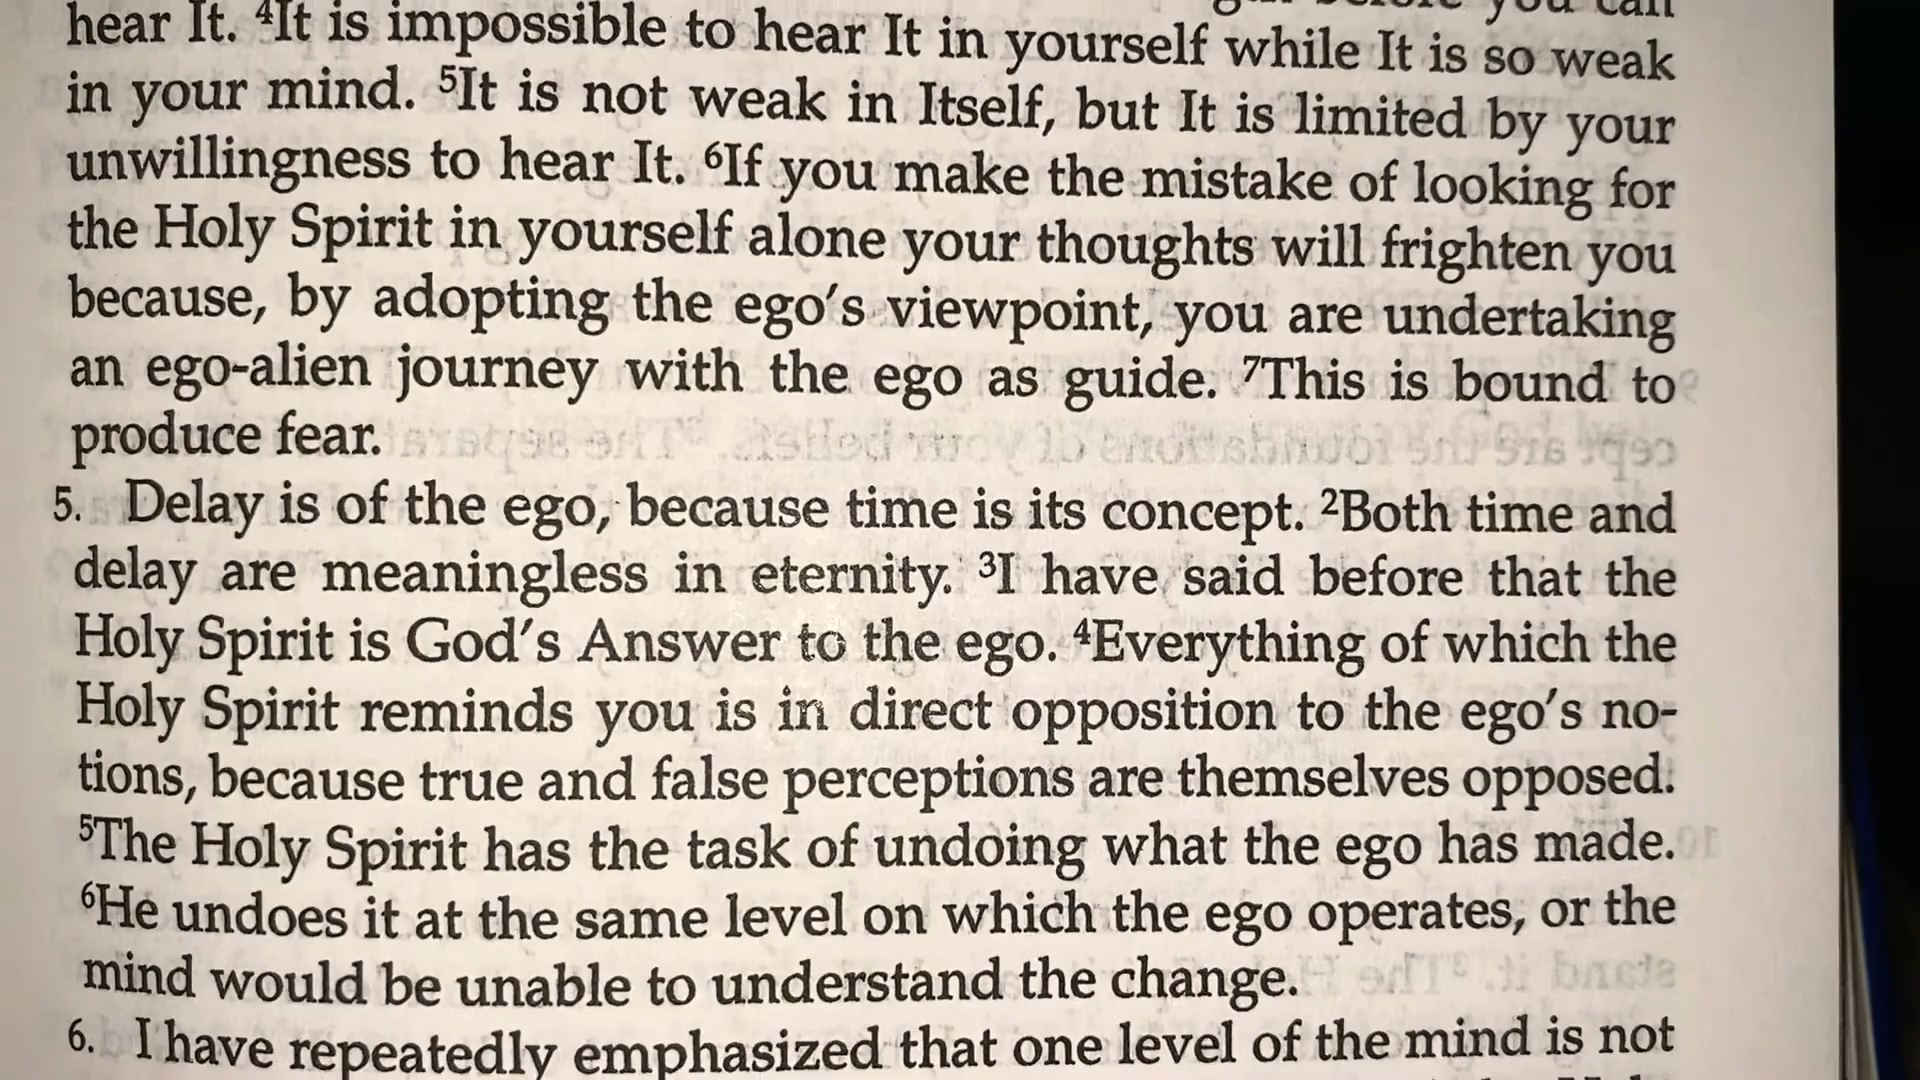 you can
hear It. ⁴It is impossible to hear It in yourself while It is so weak
in your mind. ⁵It is not weak in Itself, but It is limited by your
unwillingness to hear It. ⁶If you make the mistake of looking for
the Holy Spirit in yourself alone your thoughts will frighten you
because, by adopting the ego's viewpoint, you are undertaking
an ego-alien journey with the ego as guide. ⁷This is bound to
produce fear.
5. Delay is of the ego, because time is its concept. ²Both time and
delay are meaningless in eternity. ³I have said before that the
Holy Spirit is God's Answer to the ego. ⁴Everything of which the
Holy Spirit reminds you is in direct opposition to the ego's no-
tions, because true and false perceptions are themselves opposed.
⁵The Holy Spirit has the task of undoing what the ego has made.
⁶He undoes it at the same level on which the ego operates, or the
mind would be unable to understand the change.
6. I have repeatedly emphasized that one level of the mind is not